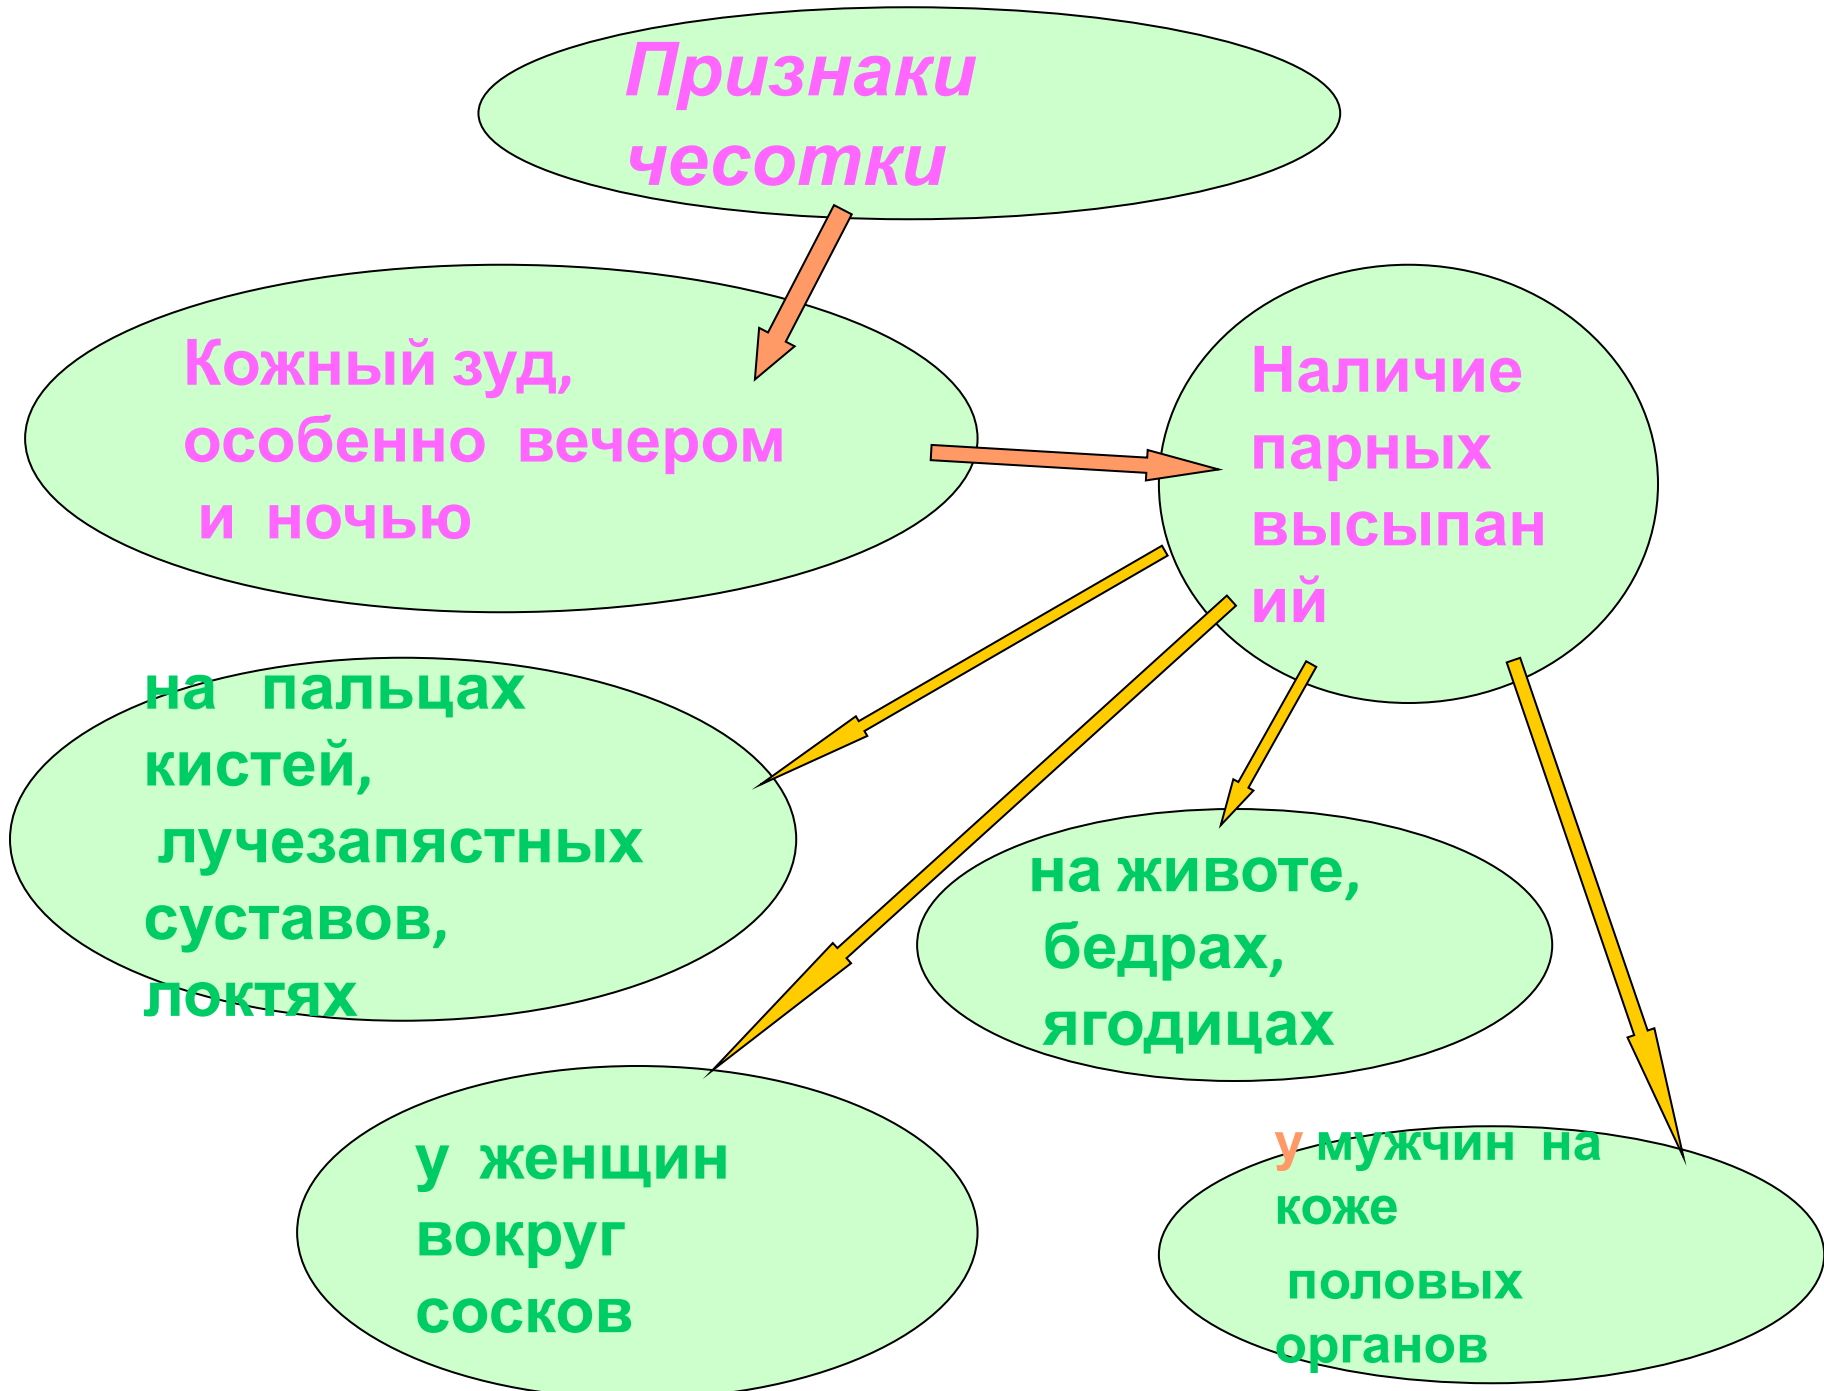 Признаки
чесотки
Кожный зуд,
особенно вечером
и ночью
Наличие
парных
высыпан
ий
на пальцах
кистей,
лучезапястных
суставов,
локтях
на животе,
бедрах,
ягодицах
у женщин
вокруг
сосков
у мужчин на
коже
половых
органов